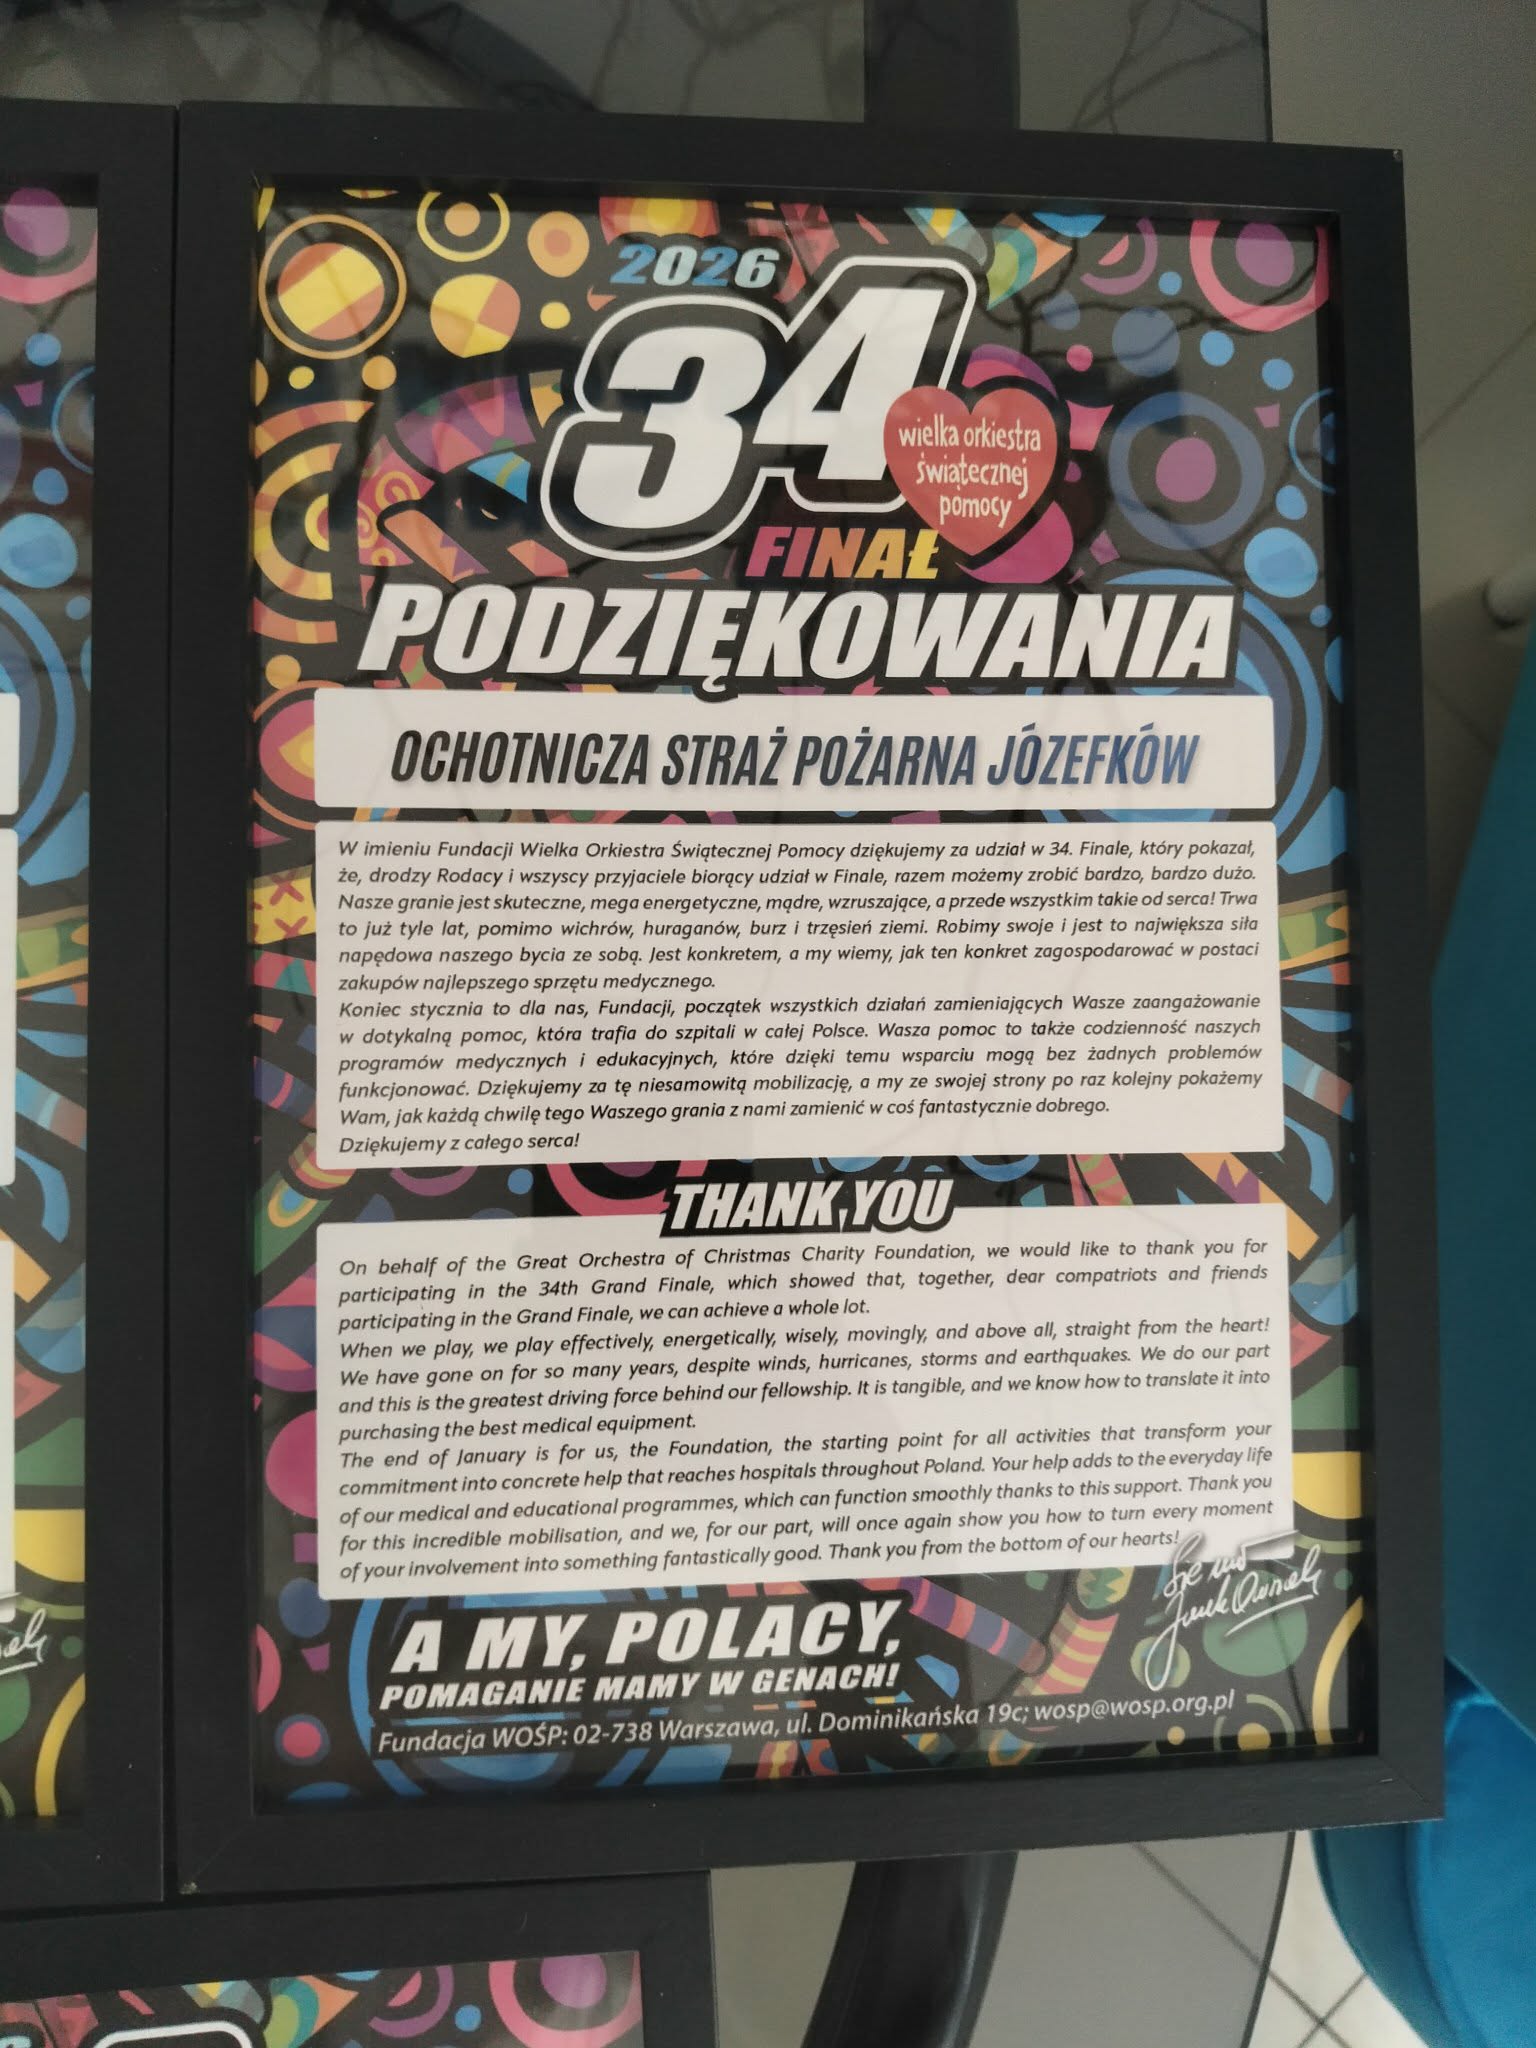 2026
34
wielka orkiestra
świątecznej
pomocy
FINAŁ
PODZIĘKOWANIA
OCHOTNICZA STRAŻ POŻARNA JÓZEFKÓW
W imieniu Fundacji Wielka Orkiestra Świątecznej Pomocy dziękujemy za udział w 34. Finale, który pokazał,
że, drodzy Rodacy i wszyscy przyjaciele biorący udział w Finale, razem możemy zrobić bardzo, bardzo dużo.
Nasze granie jest skuteczne, mega energetyczne, mądre, wzruszające, a przede wszystkim takie od serca! Trwa
to już tyle lat, pomimo wichrów, huraganów, burz i trzęsień ziemi. Robimy swoje i jest to największa siła
napędowa naszego bycia ze sobą. Jest konkretem, a my wiemy, jak ten konkret zagospodarować w postaci
zakupów najlepszego sprzętu medycznego.
Koniec stycznia to dla nas, Fundacji, początek wszystkich działań zamieniających Wasze zaangażowanie
w dotykalną pomoc, która trafia do szpitali w całej Polsce. Wasza pomoc to także codzienność naszych
programów medycznych i edukacyjnych, które dzięki temu wsparciu mogą bez żadnych problemów
funkcjonować. Dziękujemy za tę niesamowitą mobilizację, a my ze swojej strony po raz kolejny pokażemy
Wam, jak każdą chwilę tego Waszego grania z nami zamienić w coś fantastycznie dobrego.
Dziękujemy z całego serca!
THANK YOU
On behalf of the Great Orchestra of Christmas Charity Foundation, we would like to thank you for
participating in the 34th Grand Finale, which showed that, together, dear compatriots and friends
participating in the Grand Finale, we can achieve a whole lot.
When we play, we play effectively, energetically, wisely, movingly, and above all, straight from the heart!
We have gone on for so many years, despite winds, hurricanes, storms and earthquakes. We do our part
and this is the greatest driving force behind our fellowship. It is tangible, and we know how to translate it into
purchasing the best medical equipment.
The end of January is for us, the Foundation, the starting point for all activities that transform your
commitment into concrete help that reaches hospitals throughout Poland. Your help adds to the everyday life
of our medical and educational programmes, which can function smoothly thanks to this support. Thank you
for this incredible mobilisation, and we, for our part, will once again show you how to turn every moment
of your involvement into something fantastically good. Thank you from the bottom of our hearts!
A MY, POLACY,
POMAGANIE MAMY W GENACH!
Fundacja WOŚP: 02-738 Warszawa, ul. Dominikańska 19c; wosp@wosp.org.pl